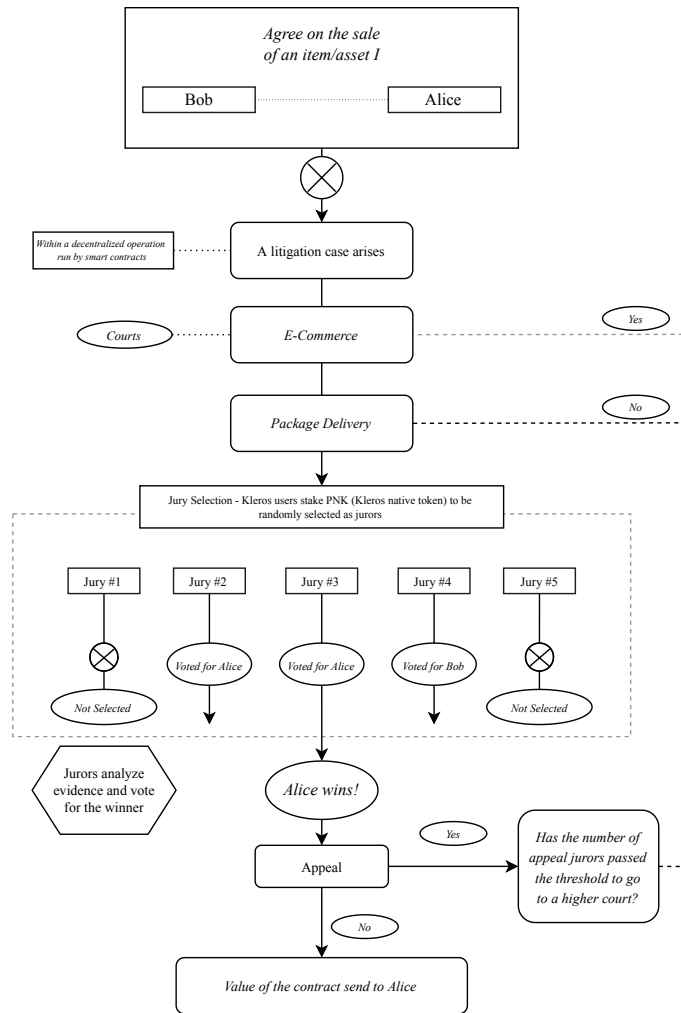 Agree on the sale
of an item/asset I
Bob
Alice
Within a decentralized operation
run by smart contracts
A litigation case arises
Courts
E-Commerce
Yes
Package Delivery
No
Jury Selection - Kleros users stake PNK (Kleros native token) to be
randomly selected as jurors
Jury #1
Jury #2
Jury #3
Jury #4
Jury #5
Voted for Alice
Voted for Alice
Voted for Bob
Not Selected
Not Selected
Jurors analyze
evidence and vote
for the winner
Alice wins!
Appeal
Yes
Has the number of
appeal jurors passed
the threshold to go
to a higher court?
No
Value of the contract send to Alice